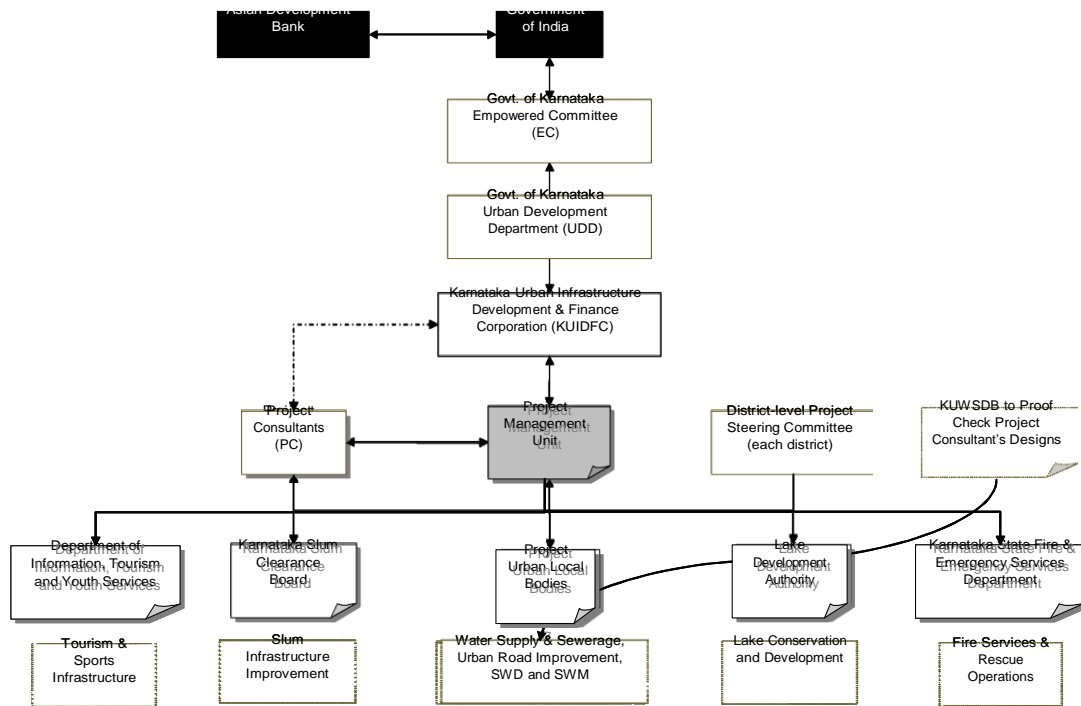 Asian Development
Bank
Government
of India
Govt. of Karnataka
Empowered Committee
(EC)
Govt. of Karnataka
Urban Development
Department (UDD)
Karnataka Urban Infrastructure
Development & Finance
Corporation (KUIDFC)
Project
Consultants
(PC)
Project
Management
Unit
District-level Project
Steering Committee
(each district)
KUWSDB to Proof
Check Project
Consultant's Designs
Department of
Information, Tourism
and Youth Services
Karnataka Slum
Clearance
Board
Project
Urban Local
Bodies
Lake
Development
Authority
Karnataka State Fire &
Emergency Services
Department
Tourism &
Sports
Infrastructure
Slum
Infrastructure
Improvement
Water Supply & Sewerage,
Urban Road Improvement,
SWD and SWM
Lake Conservation
and Development
Fire Services &
Rescue
Operations